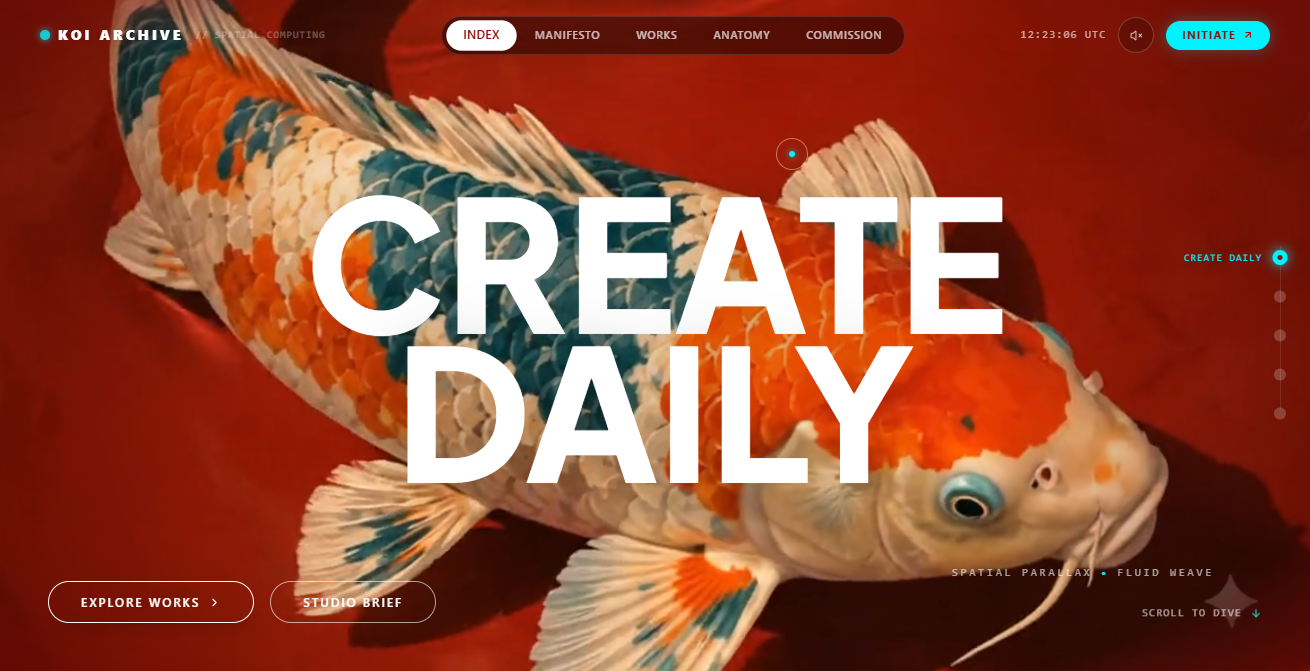 KOI ARCHIVE // SPATIAL COMPUTING
INDEX MANIFESTO WORKS ANATOMY COMMISSION
12:23:06 UTC
INITIATE
CREATE
DAILY
CREATE DAILY
SPATIAL PARALLAX • FLUID WEAVE
EXPLORE WORKS
STUDIO BRIEF
SCROLL TO DIVE